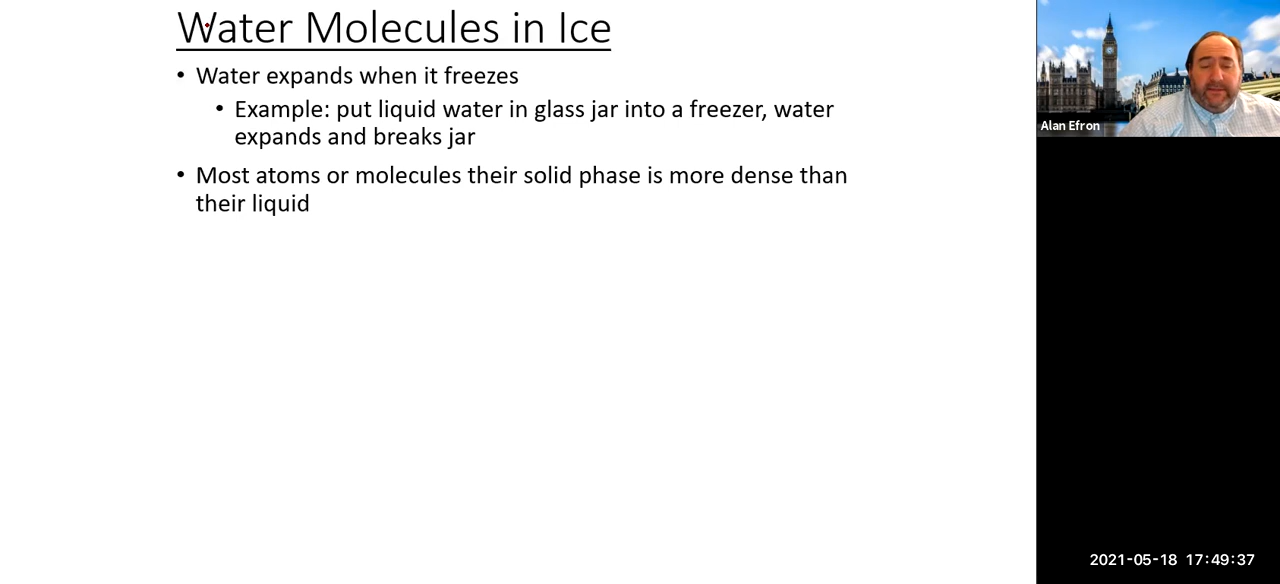 Water Molecules in Ice
• Water expands when it freezes
• Example: put liquid water in glass jar into a freezer, water
expands and breaks jar
• Most atoms or molecules their solid phase is more dense than
their liquid
Alan Efron
2021-05-18 17:49:37